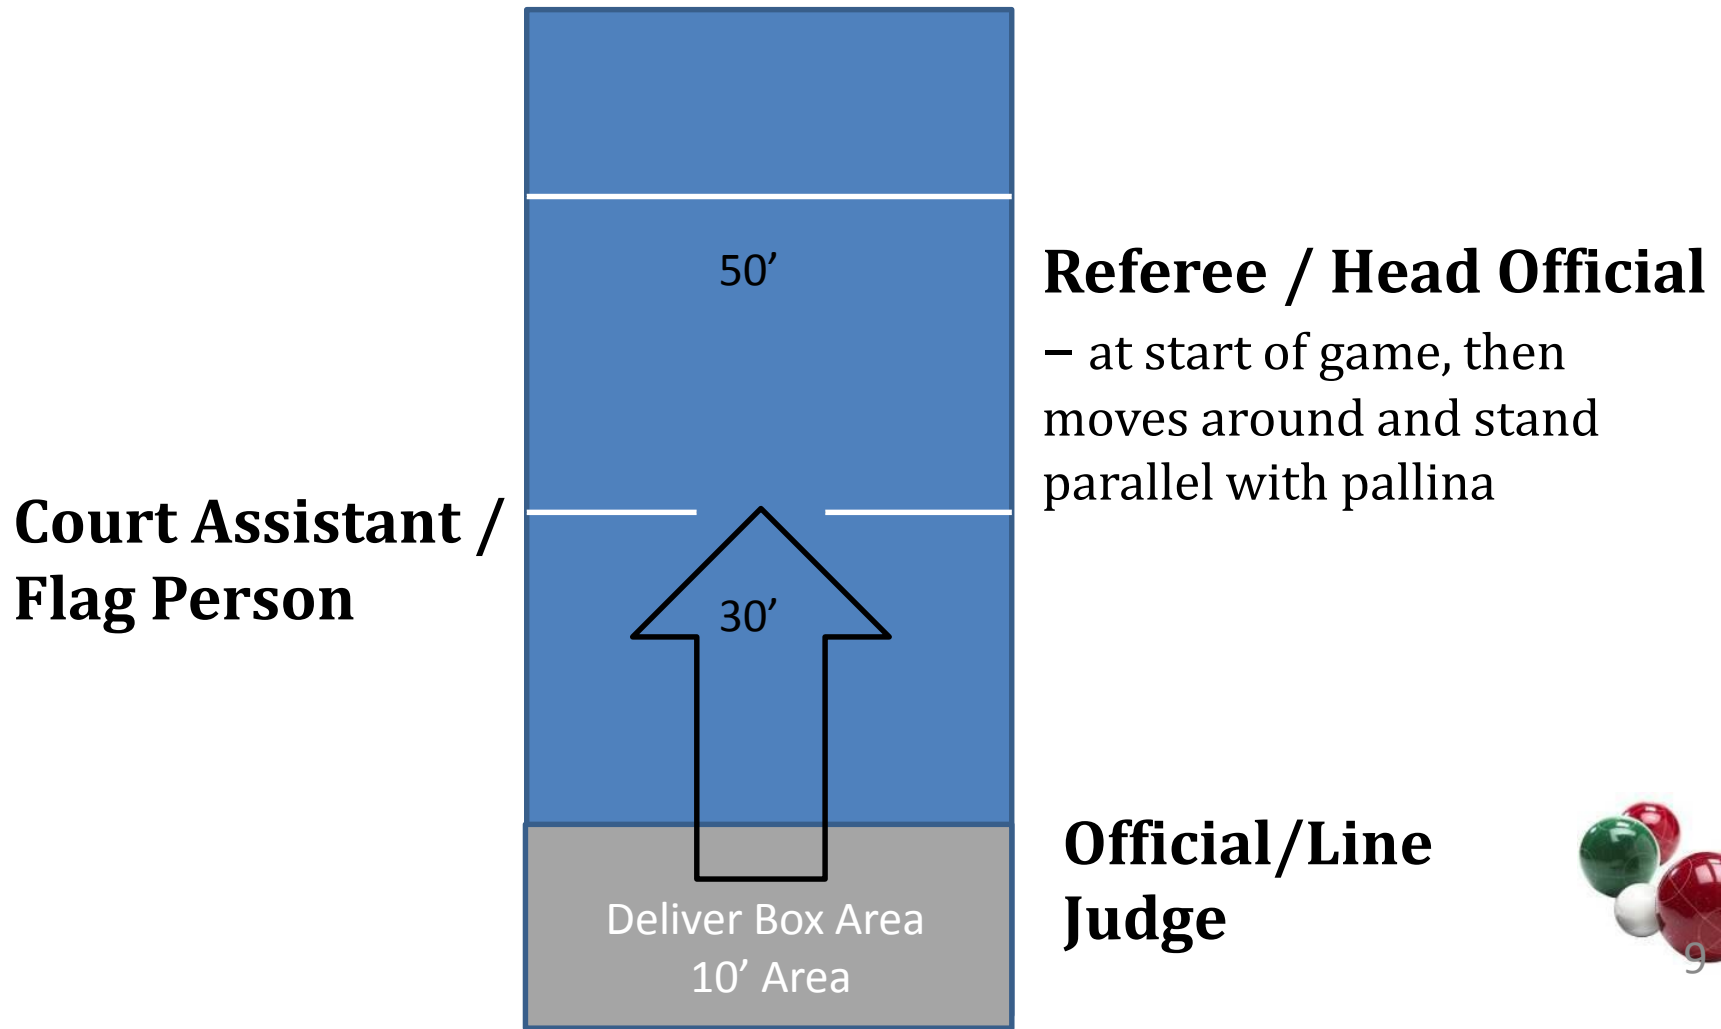 50’
Referee / Head Official
– at start of game, then
moves around and stand
parallel with pallina
Court Assistant /
Flag Person
30’
Official/Line
Judge
Deliver Box Area
10’ Area
9